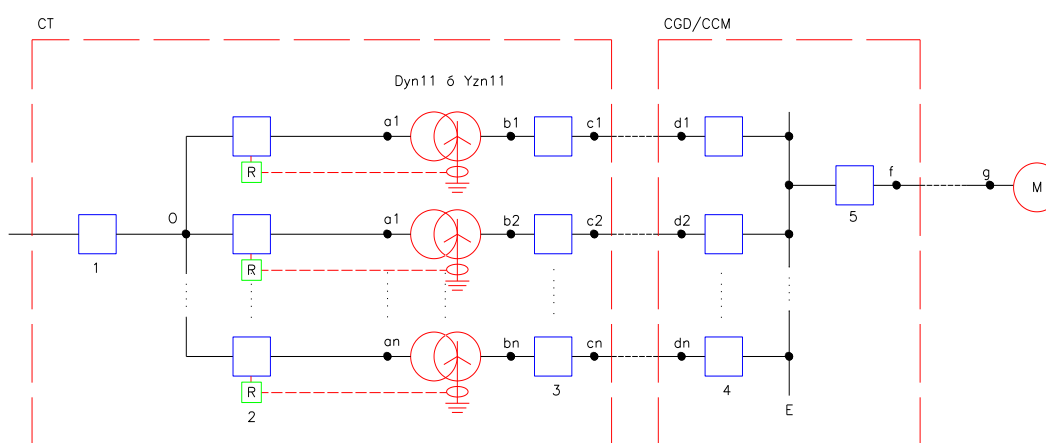 CT
CGD/CCM
Dyn11 ó Yzn11
a1
b1
c1
d1
R
f
g
M
5
O
1
a1
b2
c2
d2
R
an
bn
cn
dn
R
2
3
4
E